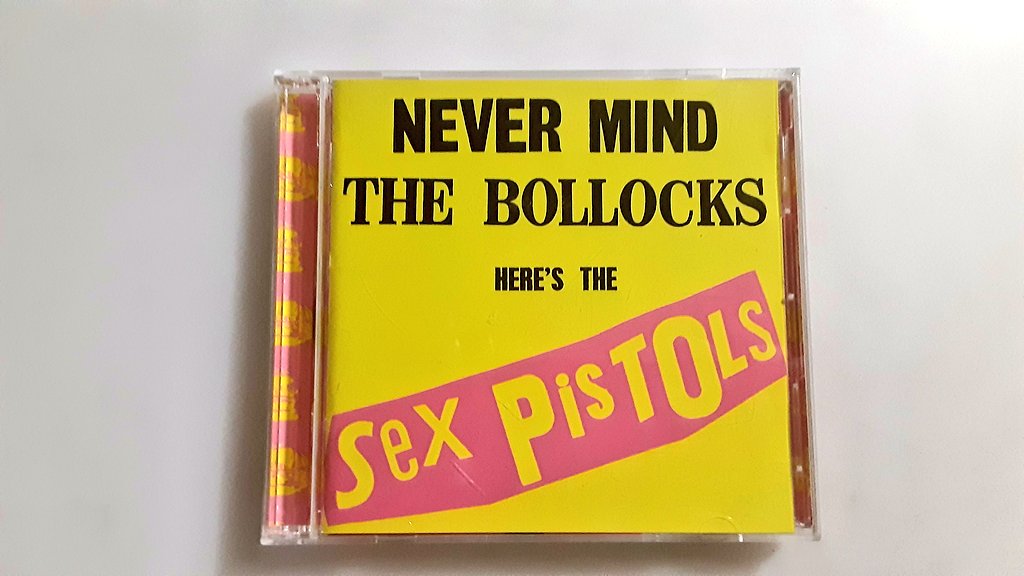 NEVER MIND
THE BOLLOCKS
HERE'S THE
Sex PiSTOLS